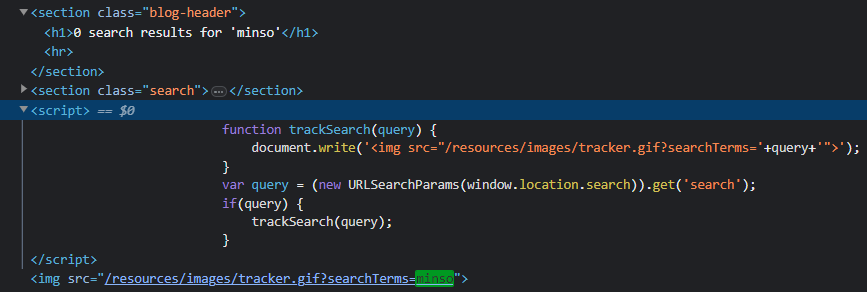 ▼<section class="blog-header">
<h1>0 search results for 'minso'</h1>
<hr>
</section>
▶<section class="search">…</section>
▼<script> == $0
function trackSearch(query) {
document.write('<img src="/resources/images/tracker.gif?searchTerms='+query+'">');
}
var query = (new URLSearchParams(window.location.search)).get('search');
if(query) {
trackSearch(query);
}
</script>
<img src="/resources/images/tracker.gif?searchTerms=minso">